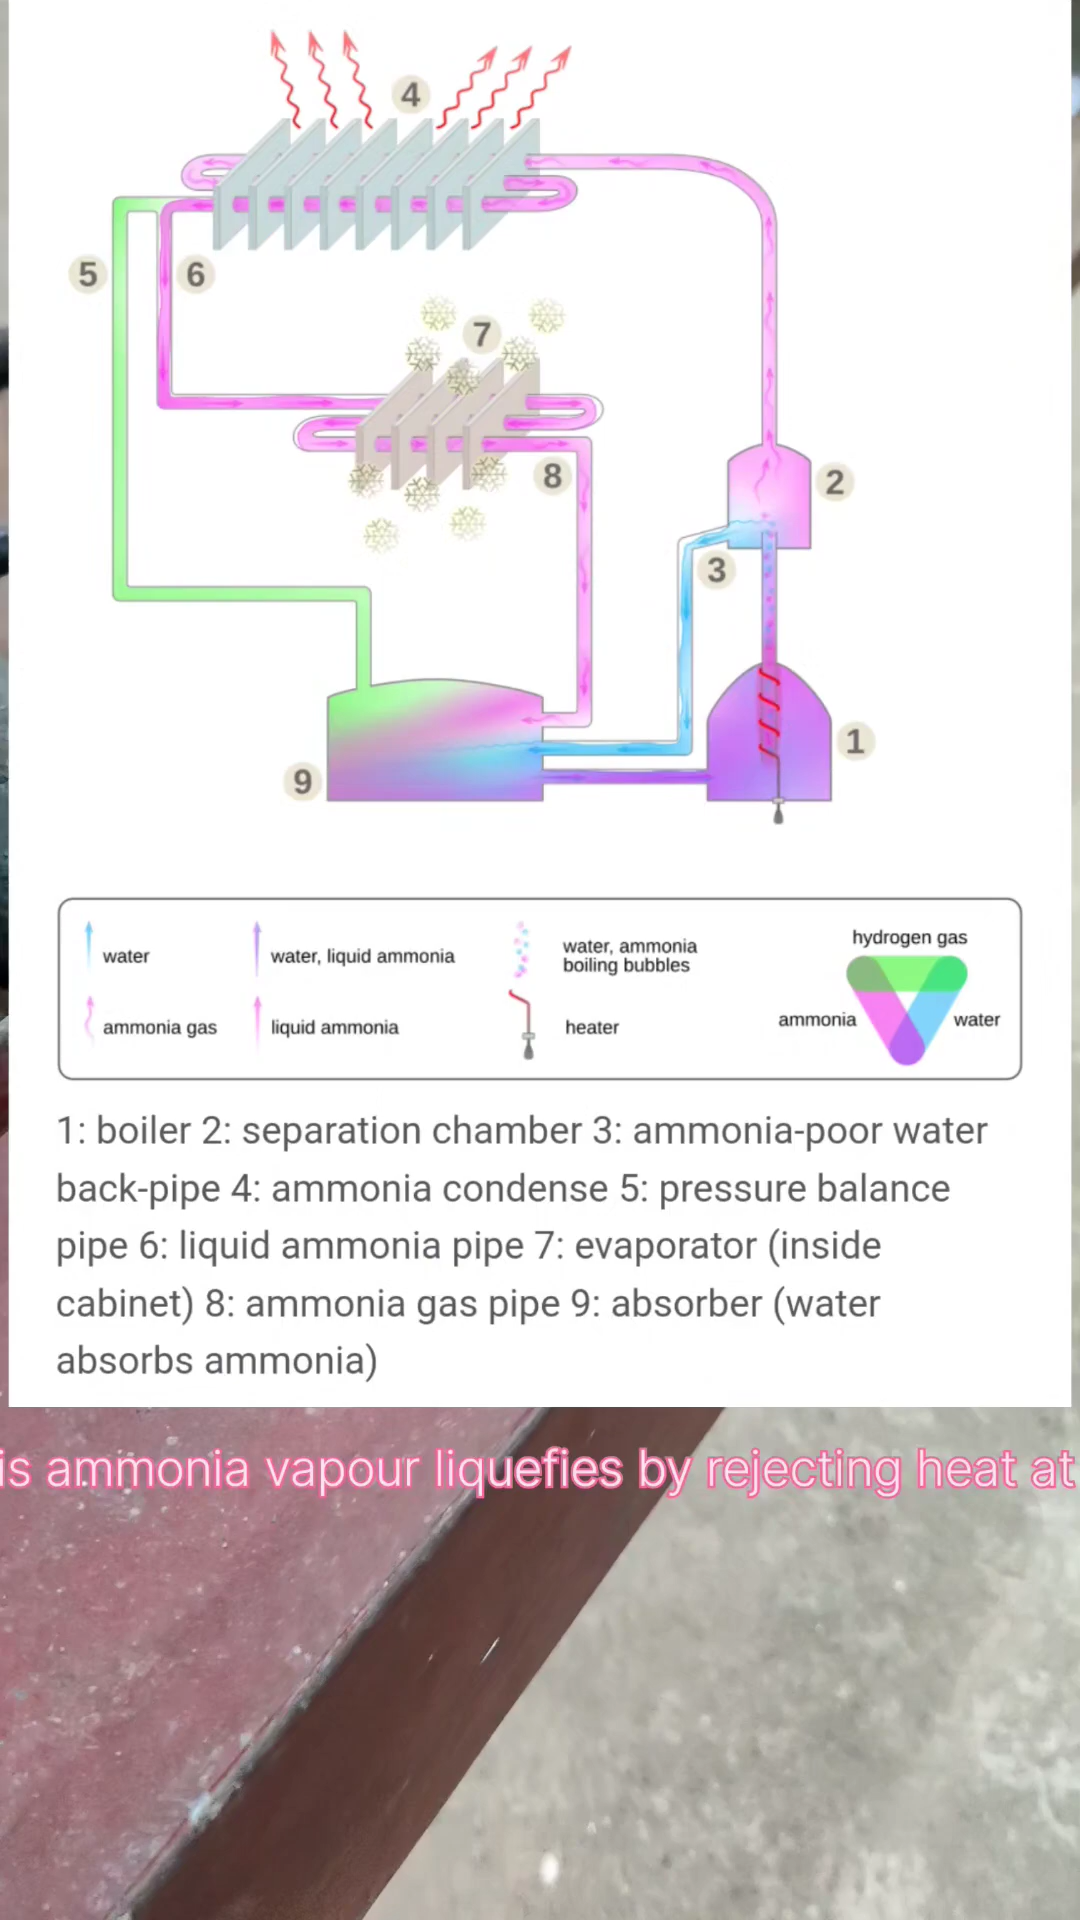 4
5
6
7
8
2
3
1
9
water
water, liquid ammonia
water, ammonia
boiling bubbles
hydrogen gas
ammonia gas
liquid ammonia
heater
ammonia
water
1: boiler 2: separation chamber 3: ammonia-poor water
back-pipe 4: ammonia condense 5: pressure balance
pipe 6: liquid ammonia pipe 7: evaporator (inside
cabinet) 8: ammonia gas pipe 9: absorber (water
absorbs ammonia)
is ammonia vapour liquefies by rejecting heat at